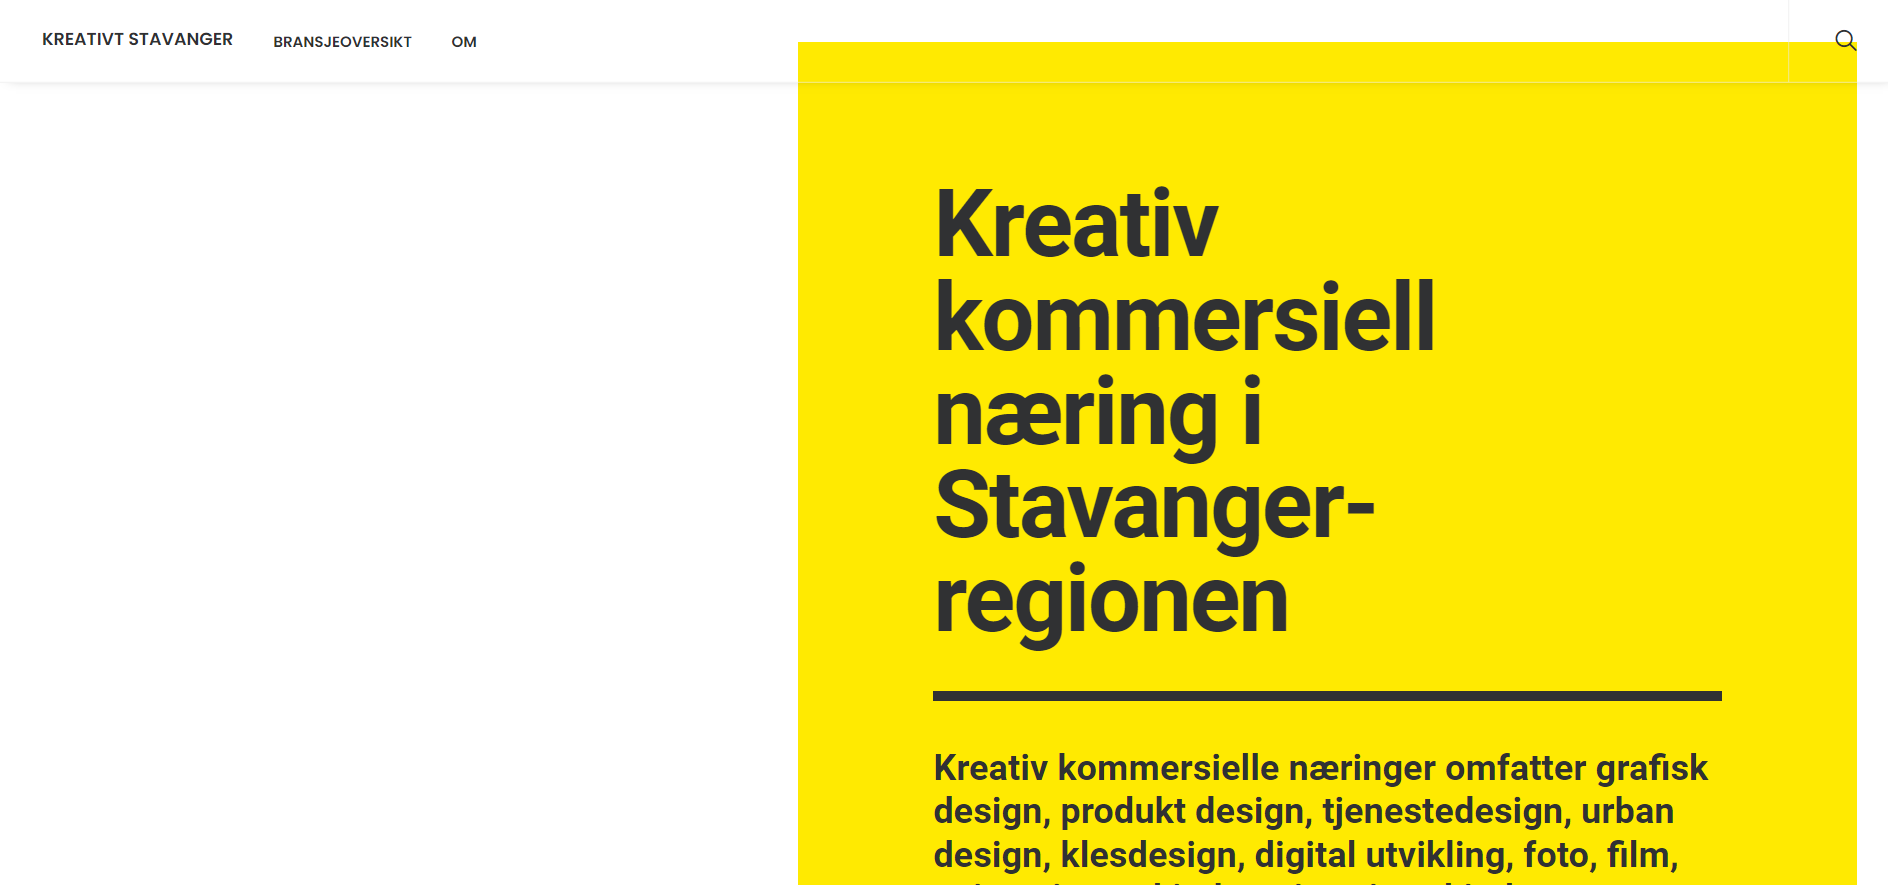 KREATIVT STAVANGER
BRANSJEOVERSIKT
OM
Kreativ
kommersiell
næring i
Stavanger-
regionen
Kreativ kommersielle næringer omfatter grafisk
design, produkt design, tjenestedesign, urban
design, klesdesign, digital utvikling, foto, film,